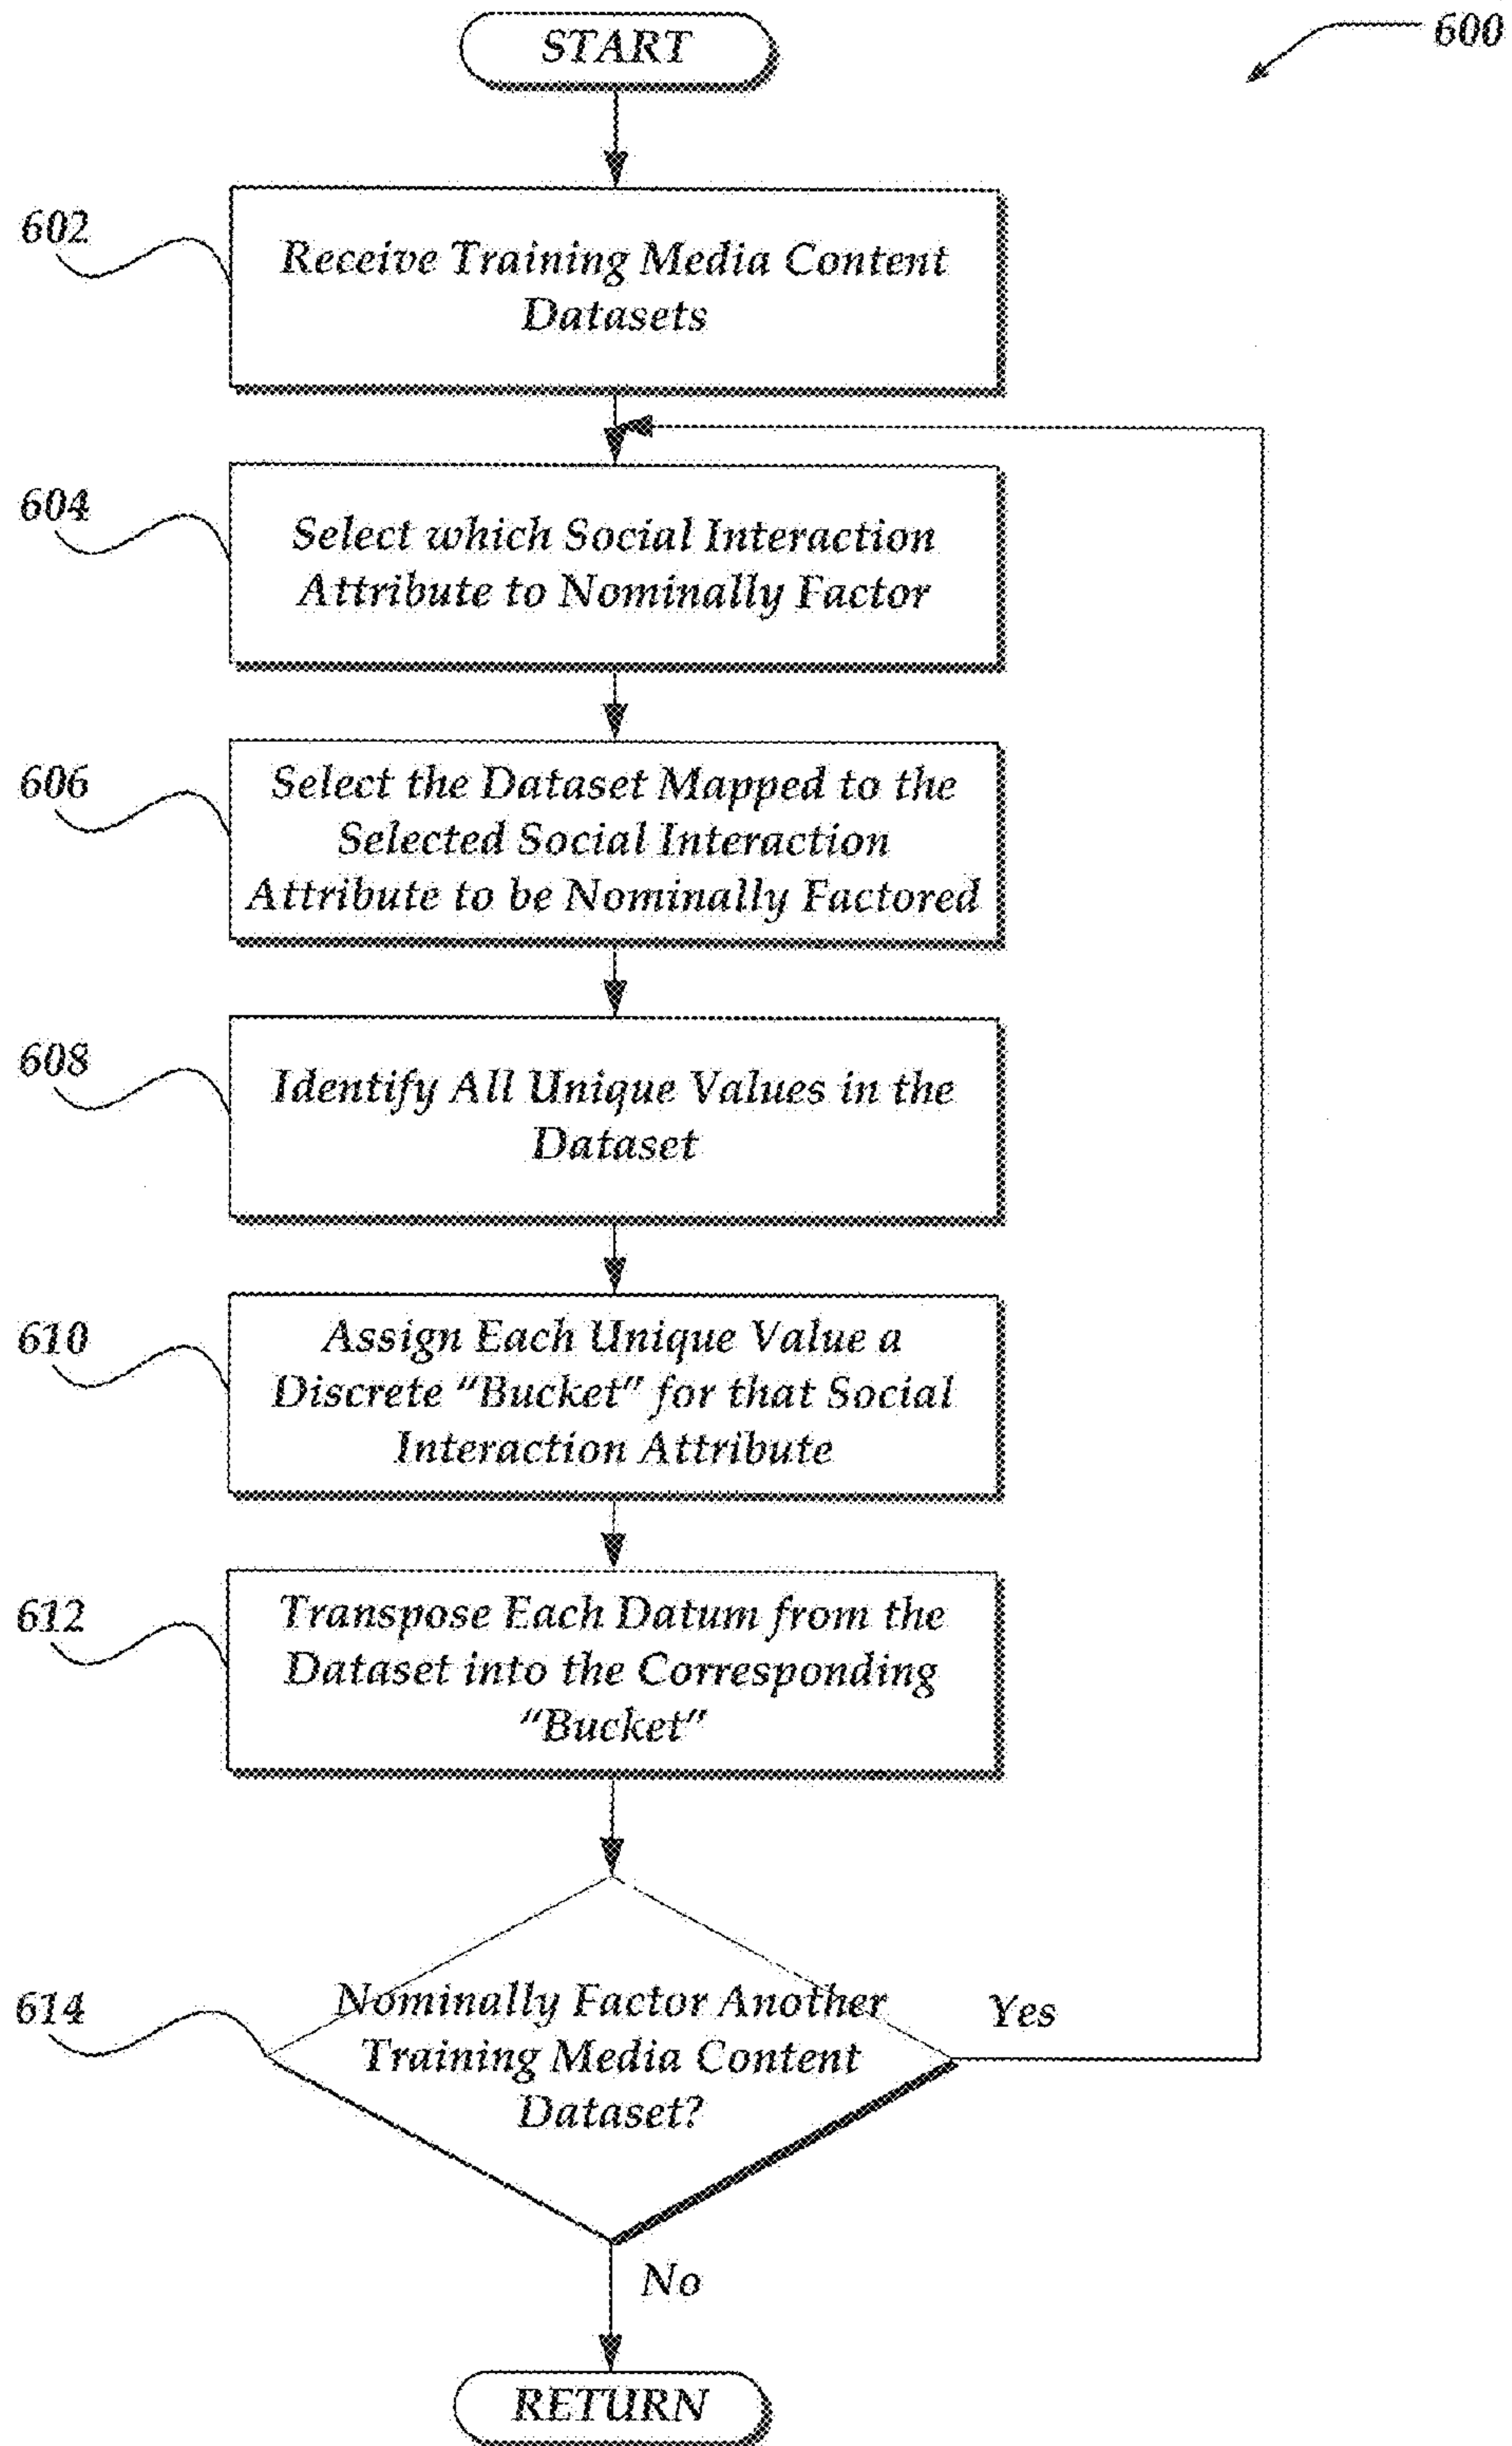 START
600
602
Receive Training Media Content
Datasets
604
Select which Social Interaction
Attribute to Nominally Factor
606
Select the Dataset Mapped to the
Selected Social Interaction
Attribute to be Nominally Factored
608
Identify All Unique Values in the
Dataset
610
Assign Each Unique Value a
Discrete “Bucket” for that Social
Interaction Attribute
612
Transpose Each Datum from the
Dataset into the Corresponding
“Bucket”
614
Nominally Factor Another
Training Media Content
Dataset?
Yes
No
RETURN